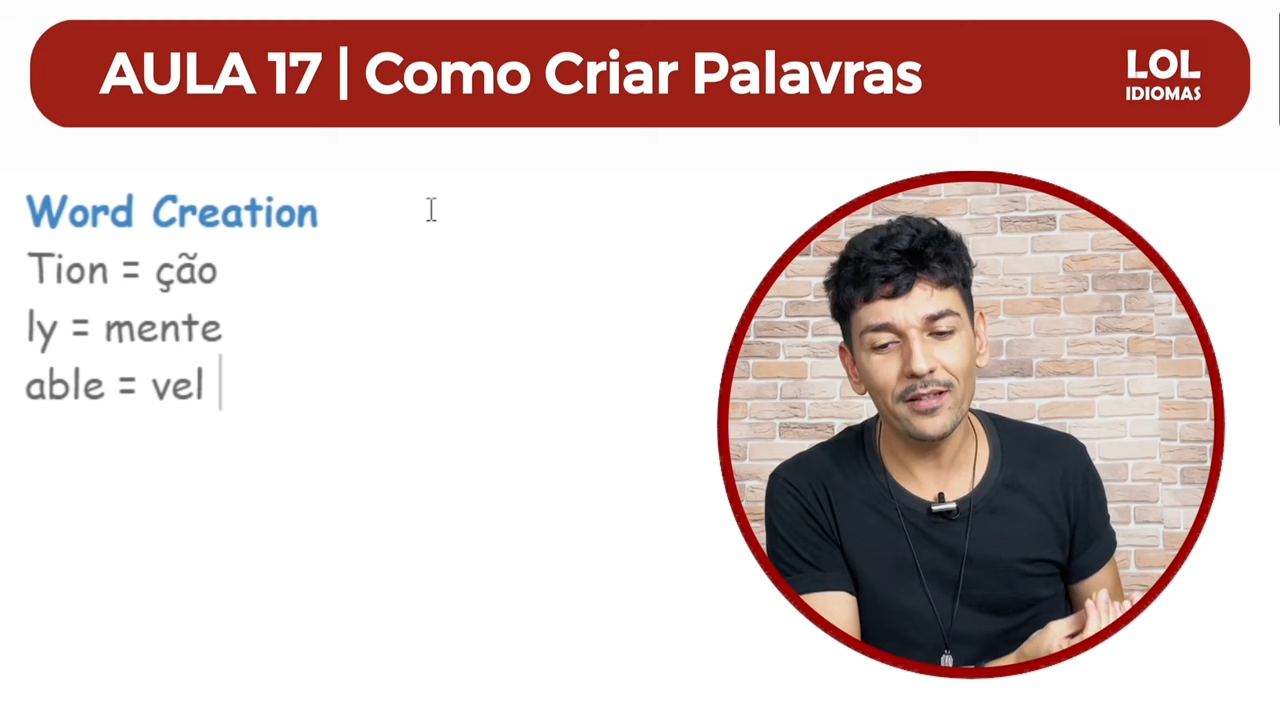 AULA 17 | Como Criar Palavras
LOL
IDIOMAS
Word Creation
Tion = ção
ly = mente
able = vel